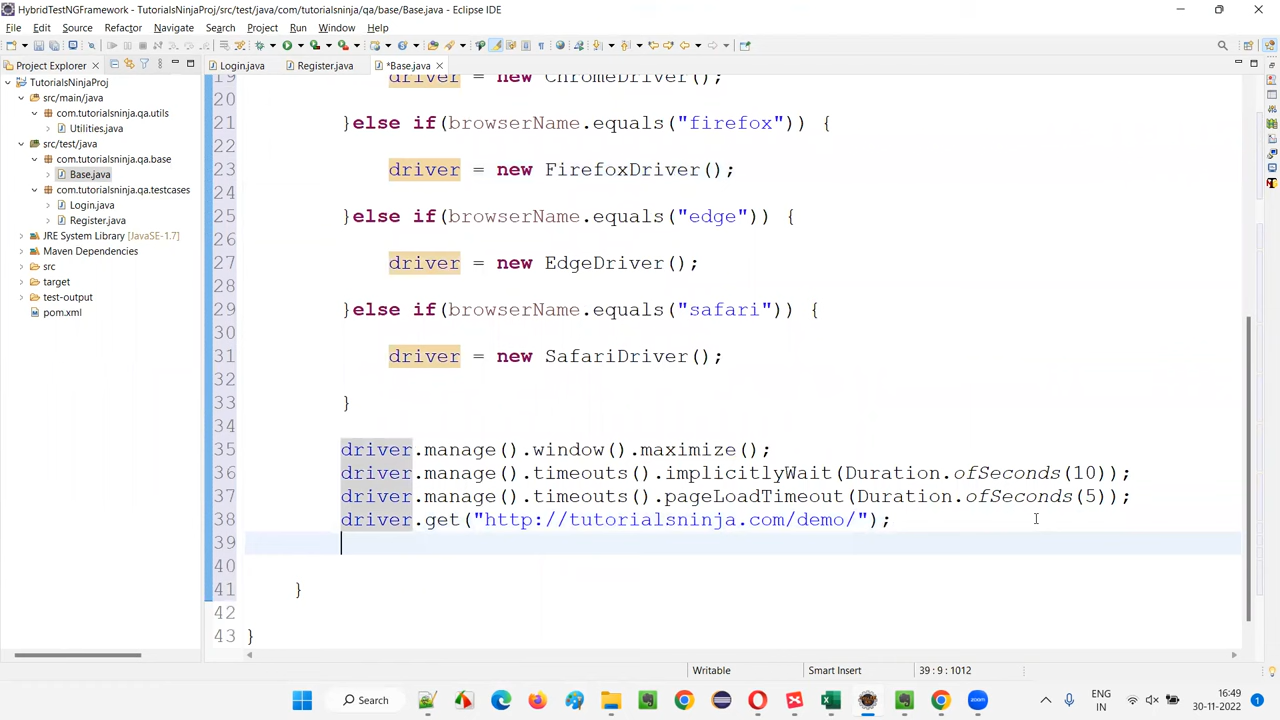 HybridTestNGFramework - TutorialsNinjaProj/src/test/java/com/tutorialsninja/qa/base/Base.java - Eclipse IDE
File Edit Source Refactor Navigate Search Project Run Window Help
Project Explorer
Login.java
Register.java
*Base.java
TutorialsNinjaProj
src/main/java
com.tutorialsninja.qa.utils
Utilities.java
src/test/java
com.tutorialsninja.qa.base
Base.java
com.tutorialsninja.qa.testcases
Login.java
Register.java
JRE System Library [JavaSE-1.7]
Maven Dependencies
src
target
test-output
pom.xml
19 driver = new ChromeDriver();
20
21 }else if(browserName.equals("firefox")) {
22
23 driver = new FirefoxDriver();
24
25 }else if(browserName.equals("edge")) {
26
27 driver = new EdgeDriver();
28
29 }else if(browserName.equals("safari")) {
30
31 driver = new SafariDriver();
32
33 }
34
35 driver.manage().window().maximize();
36 driver.manage().timeouts().implicitlyWait(Duration.ofSeconds(10));
37 driver.manage().timeouts().pageLoadTimeout(Duration.ofSeconds(5));
38 driver.get("http://tutorialsninja.com/demo/");
39
40
41 }
42
43 }
Writable
Smart Insert
39 : 9 : 1012
Search
zoom
ENG
IN
16:49
30-11-2022
1